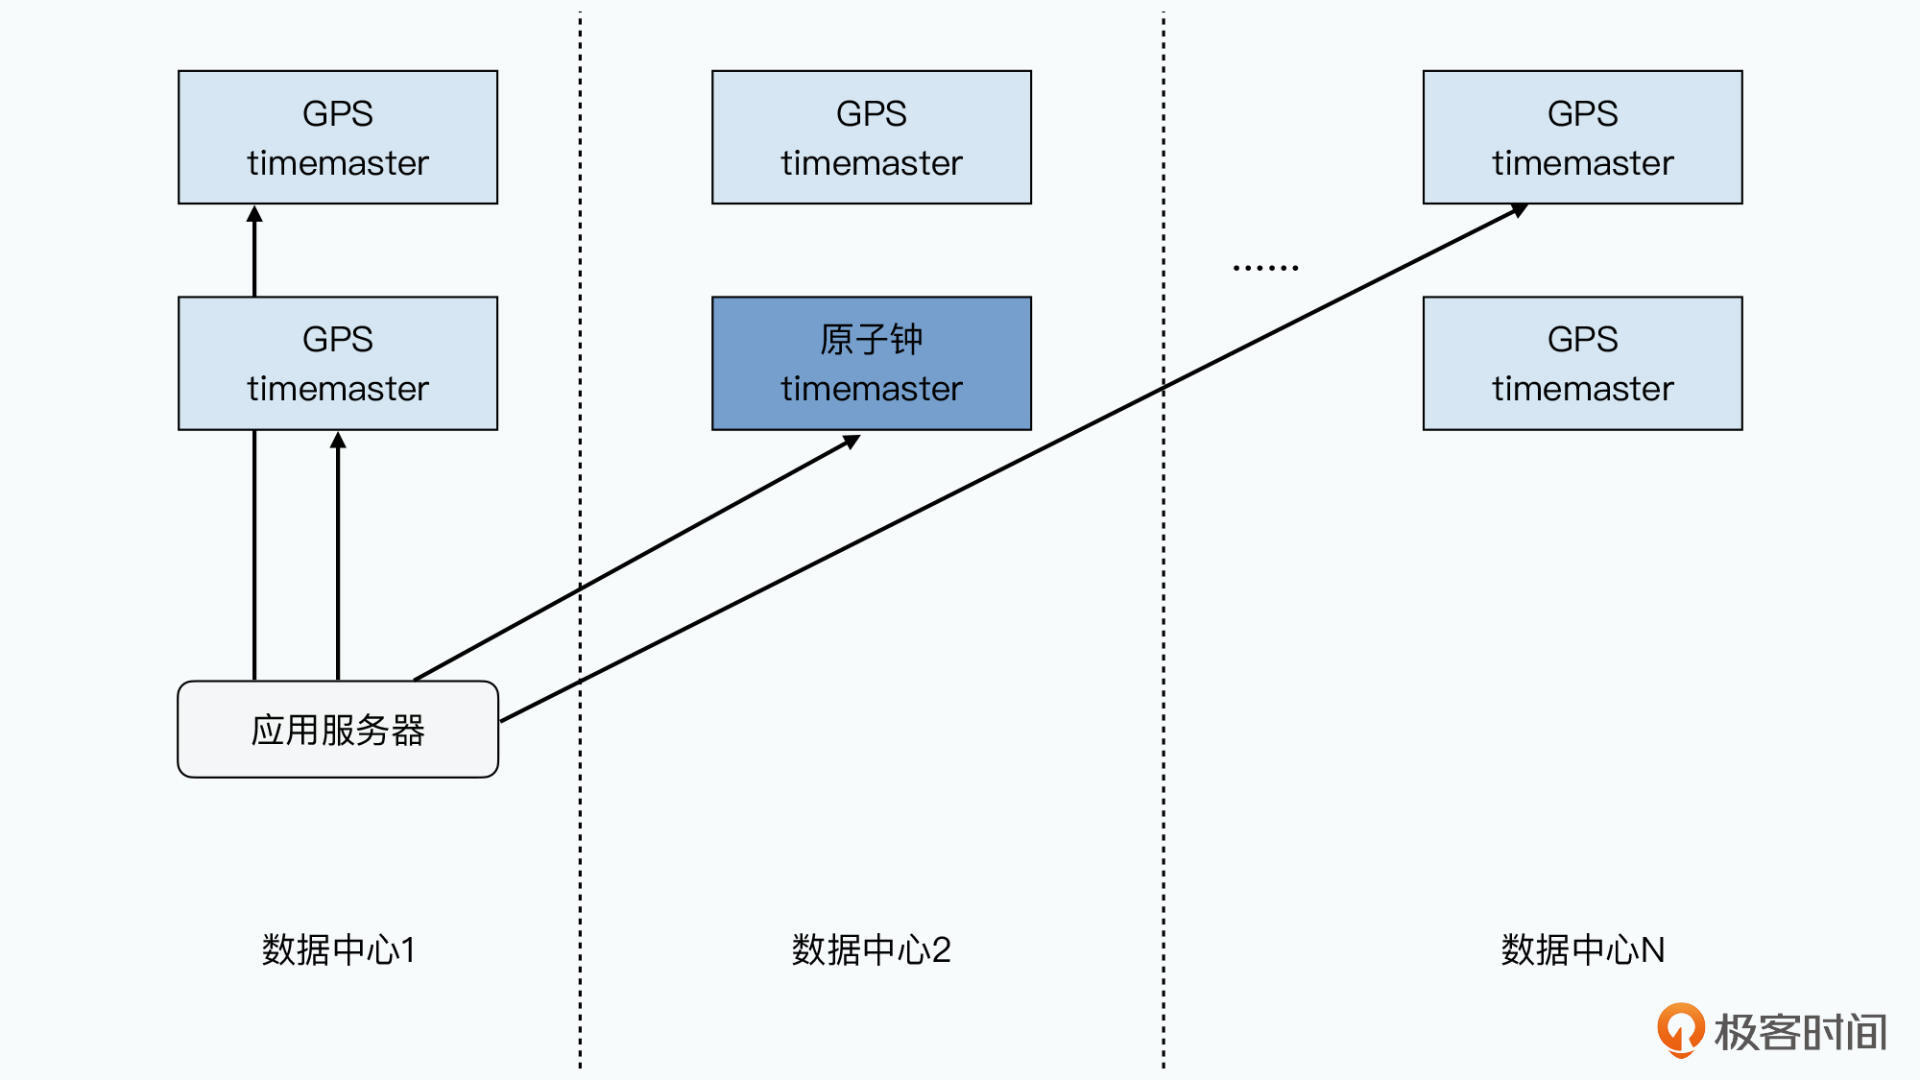 GPS
timemaster
GPS
timemaster
GPS
timemaster
GPS
timemaster
原子钟
timemaster
GPS
timemaster
......
应用服务器
数据中心1
数据中心2
数据中心N
极客时间